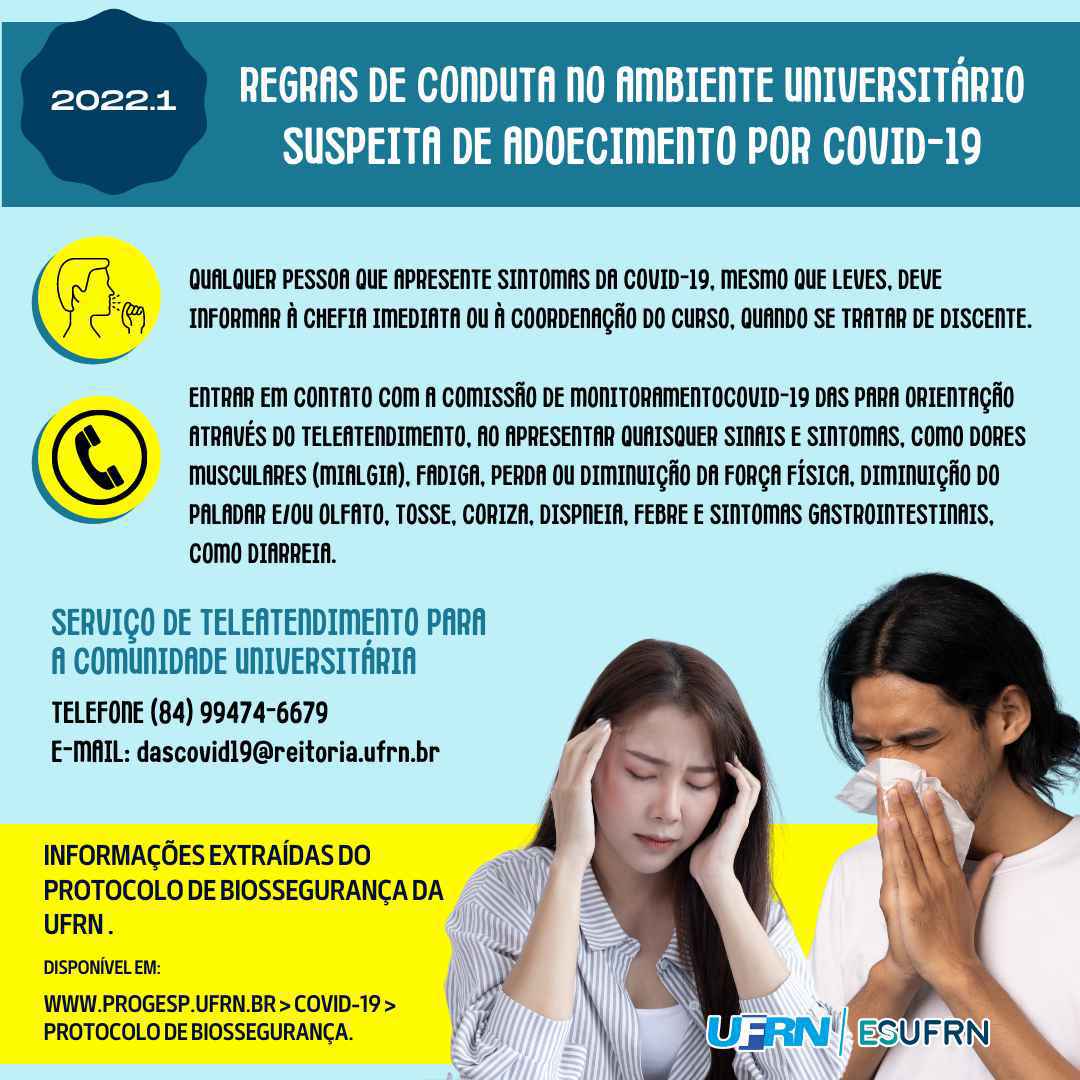 2022.1
REGRAS DE CONDUTA NO AMBIENTE UNIVERSITÁRIO
SUSPEITA DE ADOECIMENTO POR COVID-19
QUALQUER PESSOA QUE APRESENTE SINTOMAS DA COVID-19, MESMO QUE LEVES, DEVE
INFORMAR À CHEFIA IMEDIATA OU À COORDENAÇÃO DO CURSO, QUANDO SE TRATAR DE DISCENTE.
ENTRAR EM CONTATO COM A COMISSÃO DE MONITORAMENTOCOVID-19 DAS PARA ORIENTAÇÃO
ATRAVÉS DO TELEATENDIMENTO, AO APRESENTAR QUAISQUER SINAIS E SINTOMAS, COMO DORES
MUSCULARES (MIALGIA), FADIGA, PERDA OU DIMINUIÇÃO DA FORÇA FÍSICA, DIMINUIÇÃO DO
PALADAR E/OU OLFATO, TOSSE, CORIZA, DISPNEIA, FEBRE E SINTOMAS GASTROINTESTINAIS,
COMO DIARREIA.
SERVIÇO DE TELEATENDIMENTO PARA
A COMUNIDADE UNIVERSITÁRIA
TELEFONE (84) 99474-6679
E-MAIL: dascovid19@reitoria.ufrn.br
INFORMAÇÕES EXTRAÍDAS DO
PROTOCOLO DE BIOSSEGURANÇA DA
UFRN .
DISPONÍVEL EM:
WWW.PROGESP.UFRN.BR > COVID-19 >
PROTOCOLO DE BIOSSEGURANÇA.
UFRN | ESUFRN